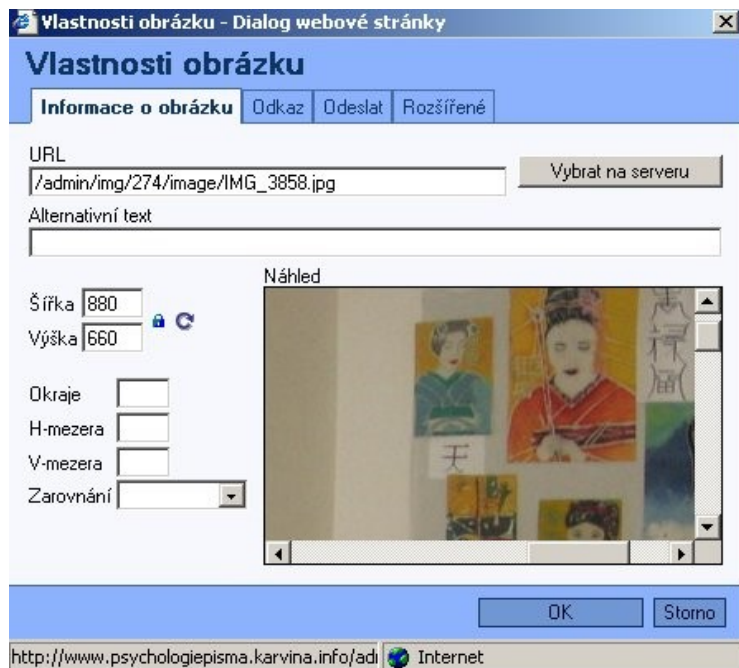 Vlastnosti obrázku - Dialog webové stránky
Vlastnosti obrázku
Informace o obrázku Odkaz Odeslat Rozšířené
URL
/admin/img/274/image/IMG_3858.jpg Vybrat na serveru
Alternativní text
Náhled
Šířka 880
Výška 660
Okraje
H-mezera
V-mezera
Zarovnání
天
OK Storno
http://www.psychologiepisma.karvina.info/adi Internet